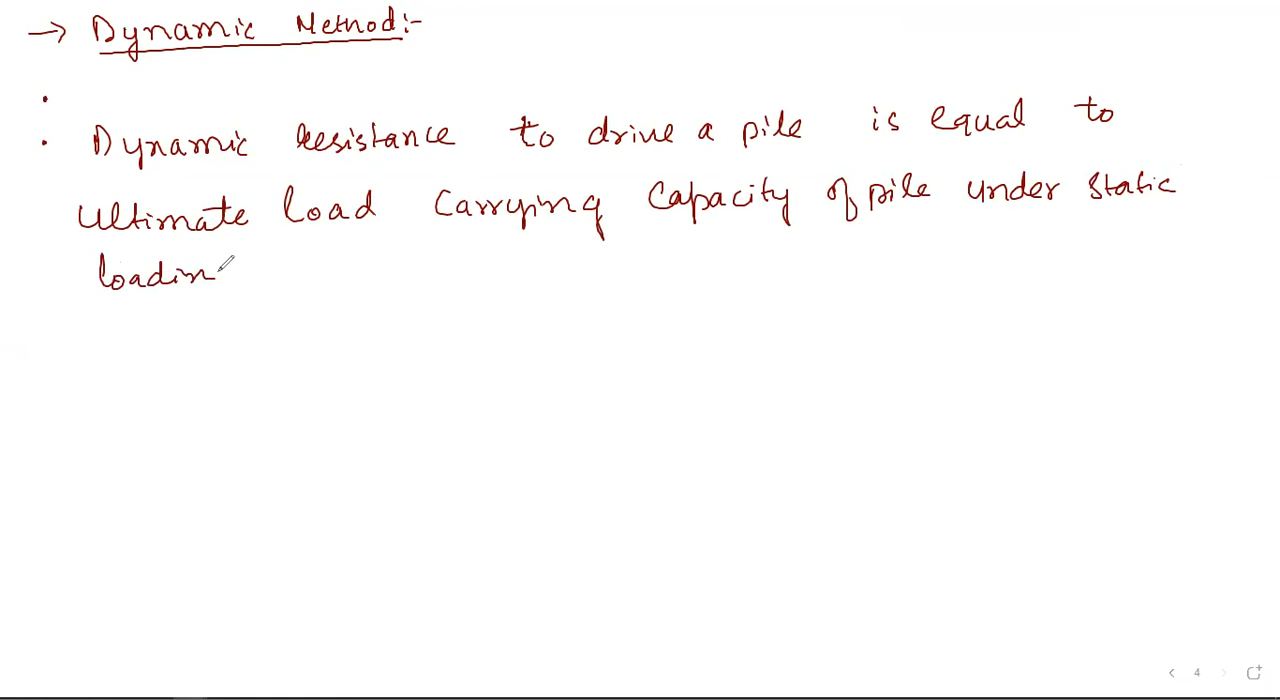 → Dynamic Method:-
•
• Dynamic Resistance to drive a pile is equal to
ultimate load carrying capacity of pile under static
loadin
< 4 >